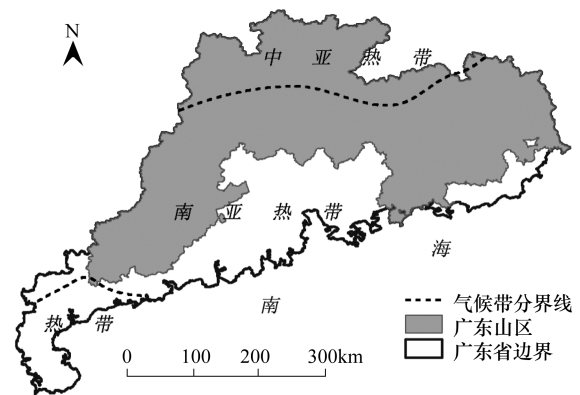 N
中亚热带
南亚热带
海
南
热带
气候带分界线
广东山区
广东省边界
0 100 200 300km